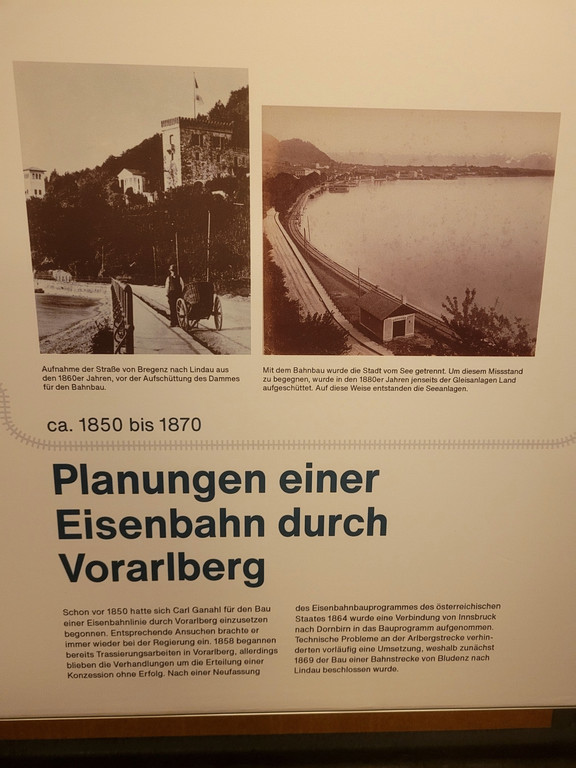 Aufnahme der Straße von Bregenz nach Lindau aus
den 1860er Jahren, vor der Aufschüttung des Dammes
für den Bahnbau.
Mit dem Bahnbau wurde die Stadt vom See getrennt. Um diesem Missstand
zu begegnen, wurde in den 1880er Jahren jenseits der Gleisanlagen Land
aufgeschüttet. Auf diese Weise entstanden die Seeanlagen.
ca. 1850 bis 1870
Planungen einer
Eisenbahn durch
Vorarlberg
Schon vor 1850 hatte sich Carl Ganahl für den Bau
einer Eisenbahnlinie durch Vorarlberg einzusetzen
begonnen. Entsprechende Ansuchen brachte er
immer wieder bei der Regierung ein. 1858 begannen
bereits Trassierungsarbeiten in Vorarlberg, allerdings
blieben die Verhandlungen um die Erteilung einer
Konzession ohne Erfolg. Nach einer Neufassung
des Eisenbahnbauprogrammes des österreichischen
Staates 1864 wurde eine Verbindung von Innsbruck
nach Dornbirn in das Bauprogramm aufgenommen.
Technische Probleme an der Arlbergstrecke verhin-
derten vorläufig eine Umsetzung, weshalb zunächst
1869 der Bau einer Bahnstrecke von Bludenz nach
Lindau beschlossen wurde.